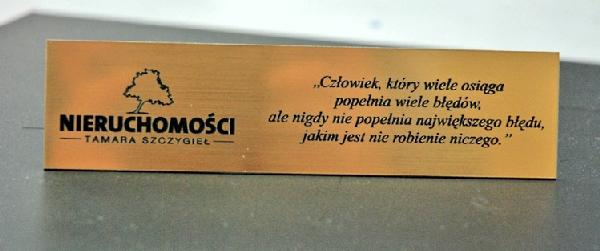 NIERUCHOMOŚCI
TAMARA SZCZYGIEŁ
„Człowiek, który wiele osiąga
popełnia wiele błędów,
ale nigdy nie popełnia największego błędu,
jakim jest nie robienie niczego.”